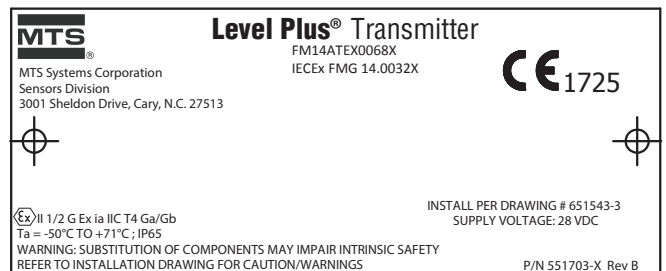 MTS®
Level Plus® Transmitter
FM14ATEX0068X
IECEx FMG 14.0032X
CE 1725
MTS Systems Corporation
Sensors Division
3001 Sheldon Drive, Cary, N.C. 27513
INSTALL PER DRAWING # 651543-3
SUPPLY VOLTAGE: 28 VDC
Ex II 1/2 G Ex ia IIC T4 Ga/Gb
Ta = -50°C TO +71°C ; IP65
WARNING: SUBSTITUTION OF COMPONENTS MAY IMPAIR INTRINSIC SAFETY
REFER TO INSTALLATION DRAWING FOR CAUTION/WARNINGS
P/N 551703-X Rev B